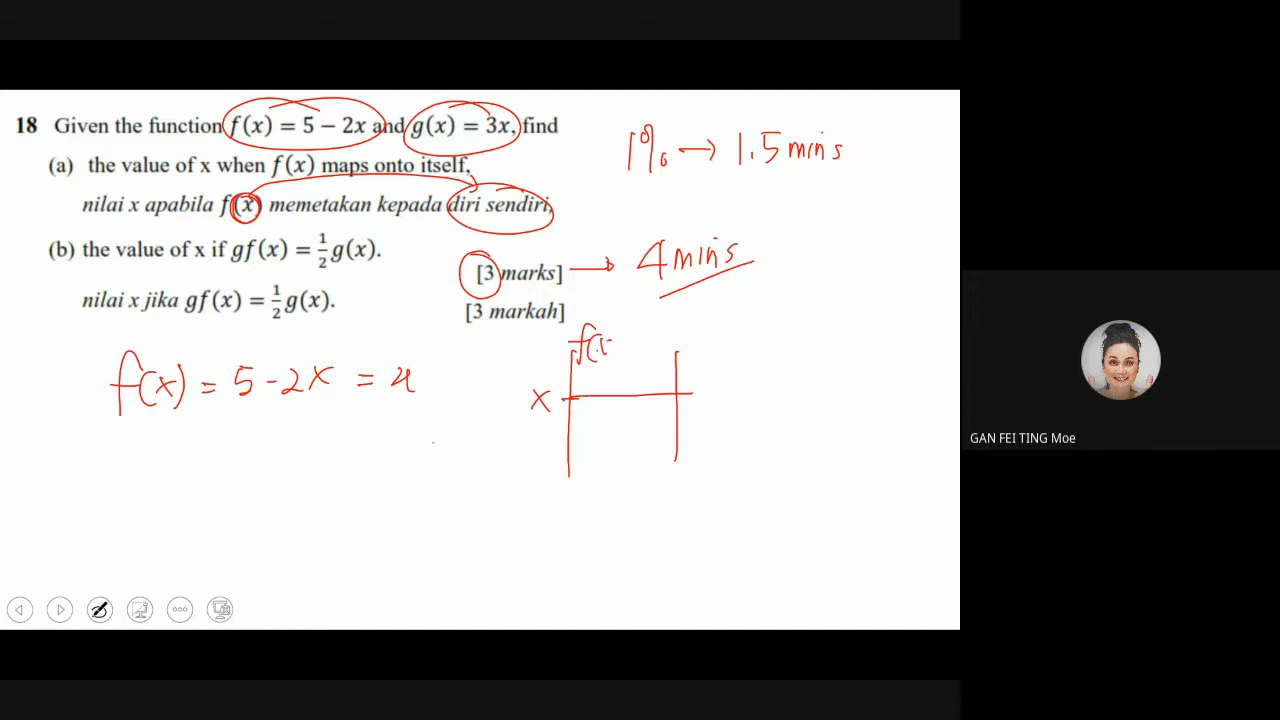 18 Given the function f(x) = 5 − 2x and g(x) = 3x, find
(a) the value of x when f(x) maps onto itself,
nilai x apabila f(x) memetakan kepada diri sendiri,
(b) the value of x if gf(x) = 1/2 g(x).
[3 marks]
nilai x jika gf(x) = 1/2 g(x).
[3 markah]
1% → 1.5 mins
→ 4 mins
f(x) = 5 - 2x = x
f(
x
GAN FEI TING Moe